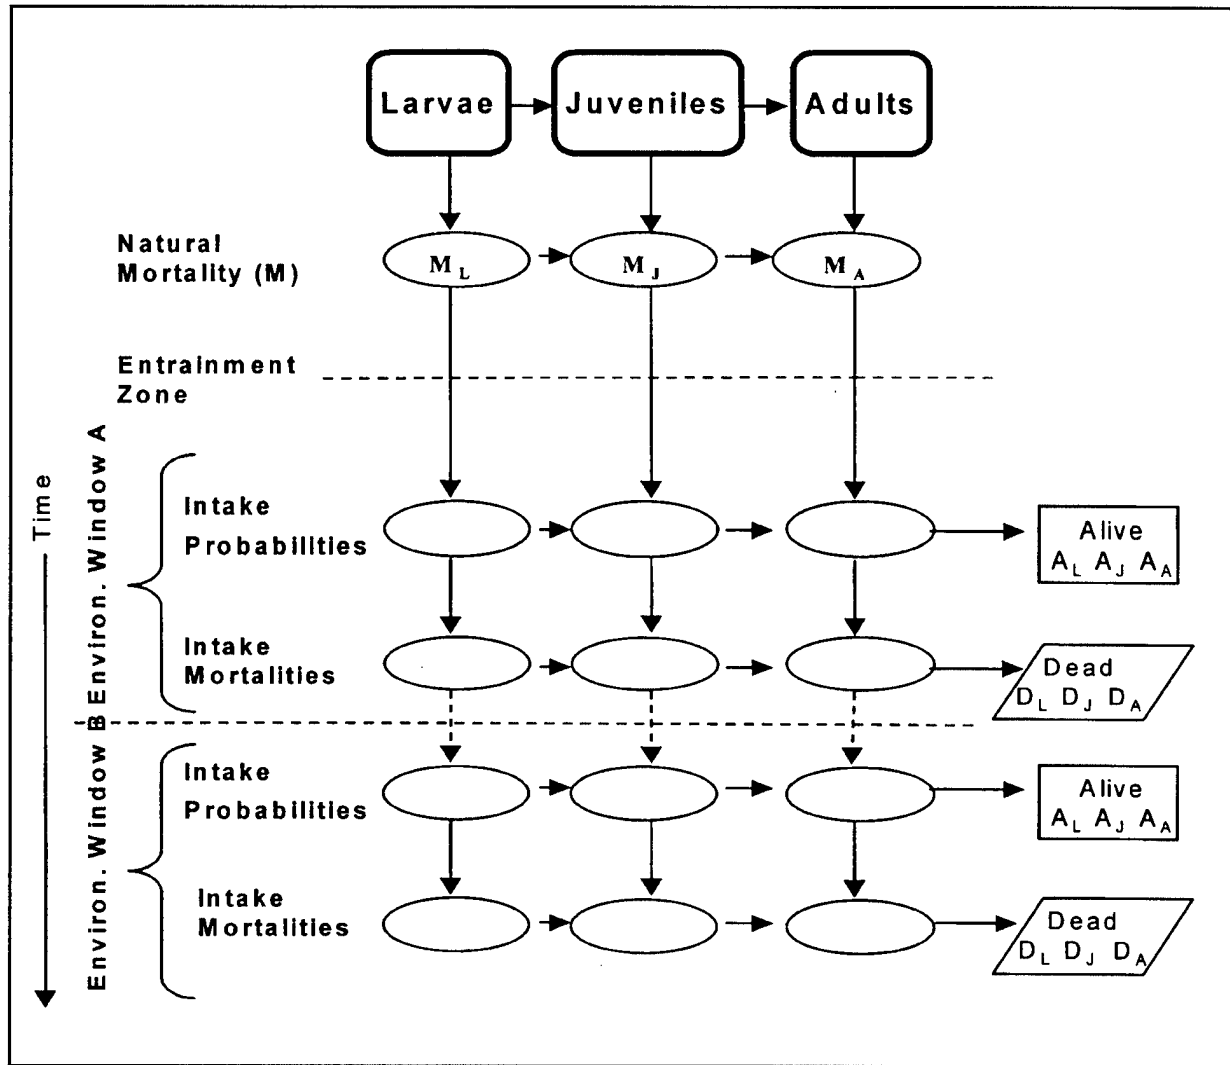 Larvae
Juveniles
Adults
Natural
Mortality (M)
M L
M J
M A
Entrainment
Zone
Time
Environ. Window A
Intake
Probabilities
Alive
A L A J A A
Intake
Mortalities
Dead
D L D J D A
Environ. Window B
Intake
Probabilities
Alive
A L A J A A
Intake
Mortalities
Dead
D L D J D A